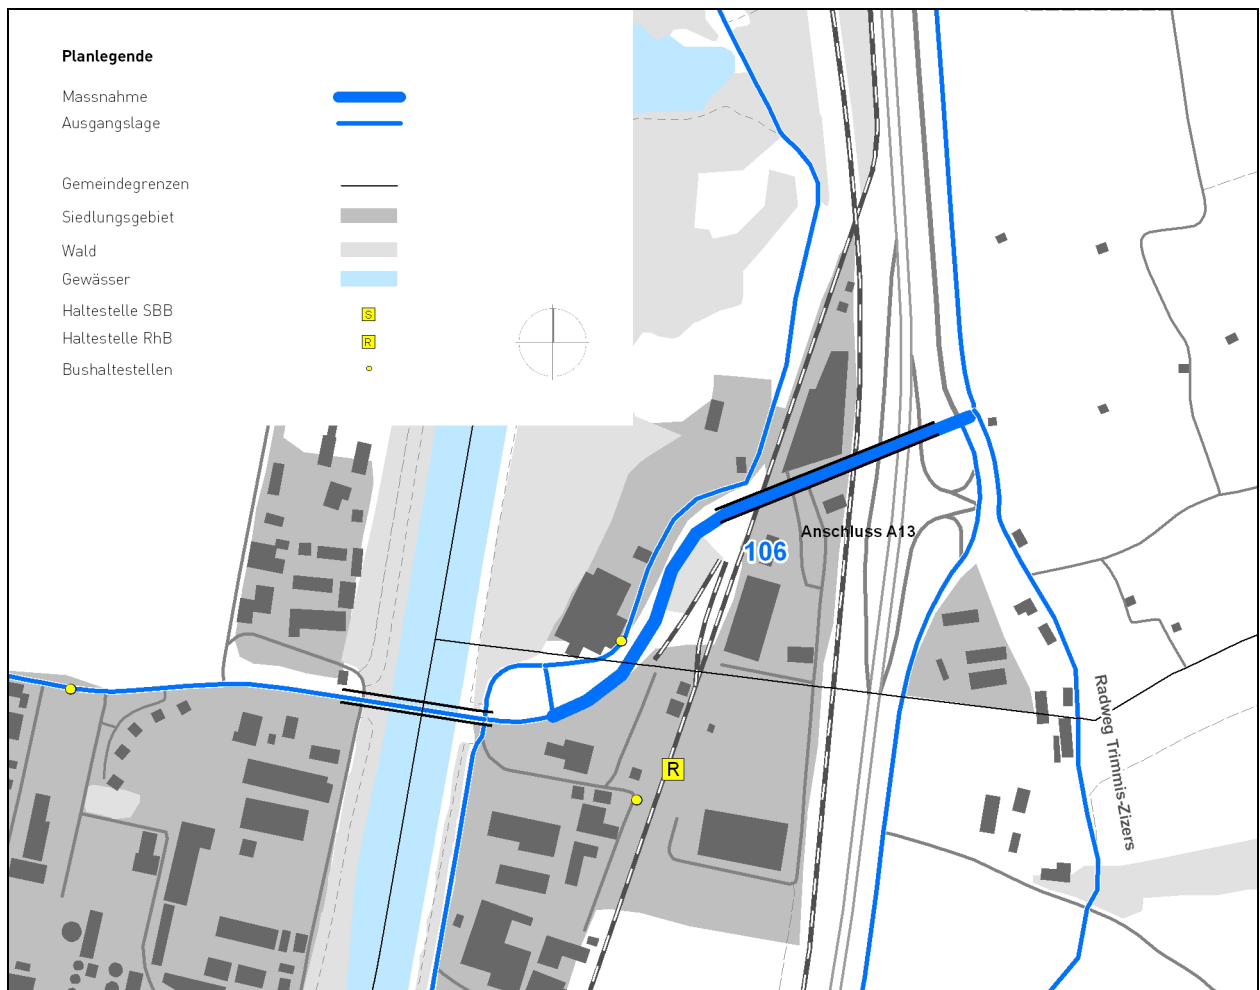 Planlegende
Massnahme
Ausgangslage
Gemeindegrenzen
Siedlungsgebiet
Wald
Gewässer
Haltestelle SBB
S
Haltestelle RhB
R
Bushaltestellen
Anschluss A13
106
Radweg Trimmis-Zizers
R